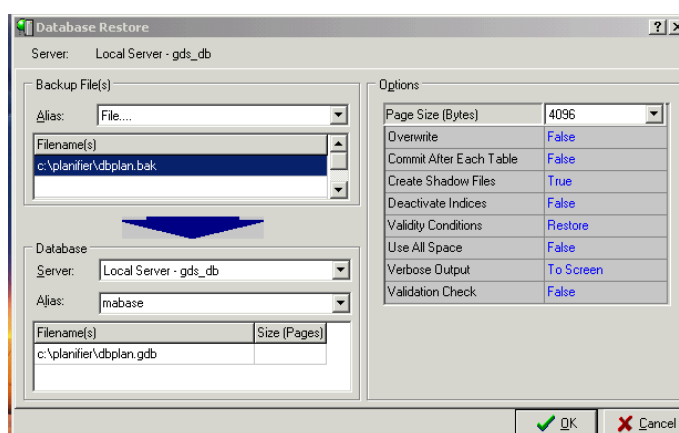 Database Restore
Server: Local Server - gds_db
Backup File(s)
Alias: File....
Filename(s)
c:\planifier\dbplan.bak
Database
Server: Local Server - gds_db
Alias: mabase
Filename(s) Size (Pages)
c:\planifier\dbplan.gdb
Options
Page Size (Bytes) 4096
Overwrite False
Commit After Each Table False
Create Shadow Files True
Deactivate Indices False
Validity Conditions Restore
Use All Space False
Verbose Output To Screen
Validation Check False
OK Cancel